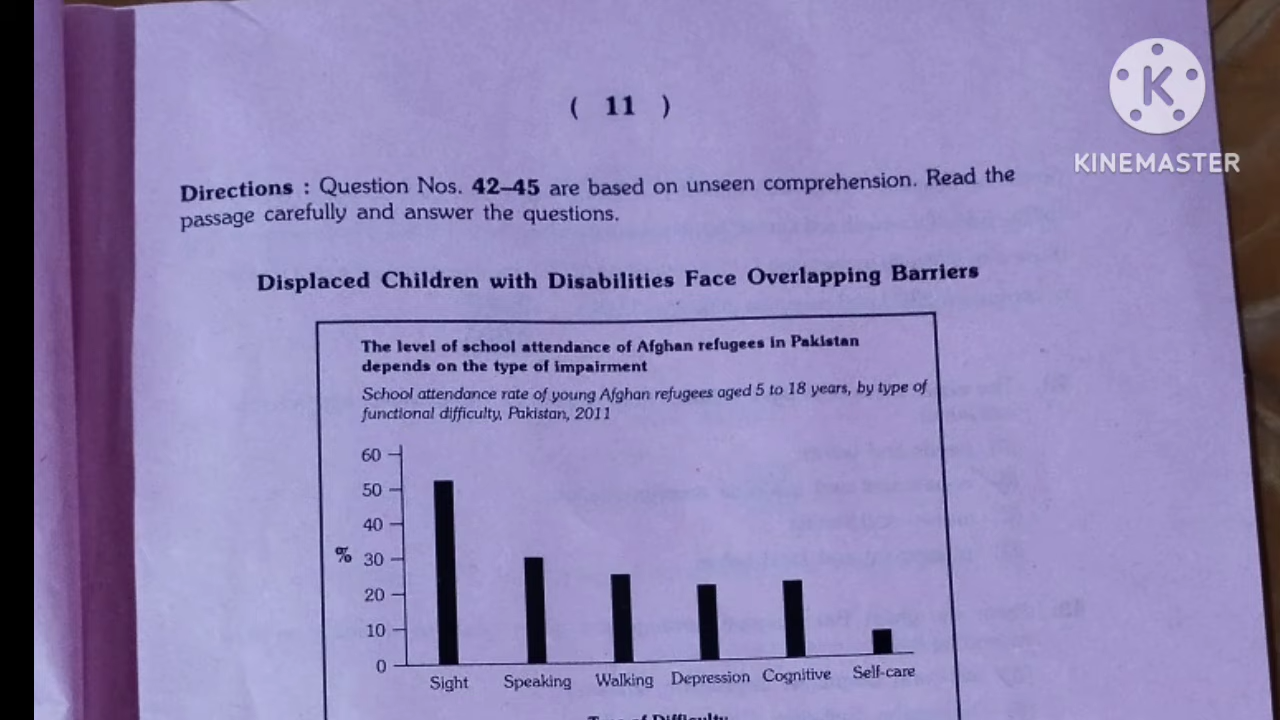 ( 11 )
K
KINEMASTER
Directions : Question Nos. 42–45 are based on unseen comprehension. Read the
passage carefully and answer the questions.
Displaced Children with Disabilities Face Overlapping Barriers
The level of school attendance of Afghan refugees in Pakistan
depends on the type of impairment
School attendance rate of young Afghan refugees aged 5 to 18 years, by type of
functional difficulty, Pakistan, 2011
60
50
40
% 30
20
10
0
Sight Speaking Walking Depression Cognitive Self-care
Type of Difficulty